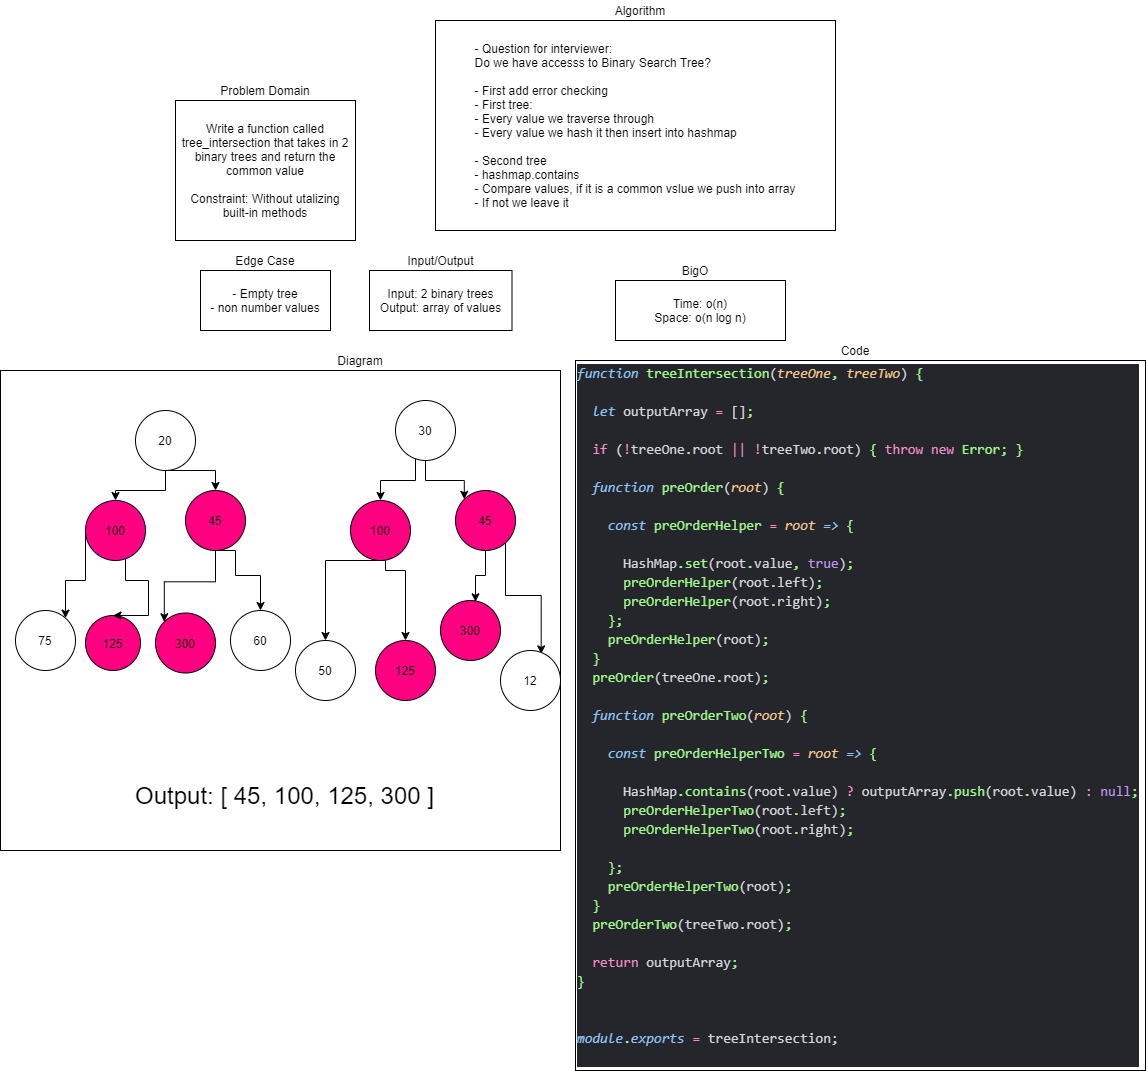 Algorithm
- Question for interviewer:
Do we have accesss to Binary Search Tree?
- First add error checking
- First tree:
- Every value we traverse through
- Every value we hash it then insert into hashmap
- Second tree
- hashmap.contains
- Compare values, if it is a common vslue we push into array
- If not we leave it
Problem Domain
Write a function called
tree_intersection that takes in 2
binary trees and return the
common value
Constraint: Without utalizing
built-in methods
Edge Case
- Empty tree
- non number values
Input/Output
Input: 2 binary trees
Output: array of values
BigO
Time: o(n)
Space: o(n log n)
Diagram
20
100
45
75
125
300
60
30
100
45
50
125
300
12
Output: [ 45, 100, 125, 300 ]
Code
function treeIntersection(treeOne, treeTwo) {
let outputArray = [];
if (!treeOne.root || !treeTwo.root) { throw new Error; }
function preOrder(root) {
const preOrderHelper = root => {
HashMap.set(root.value, true);
preOrderHelper(root.left);
preOrderHelper(root.right);
};
preOrderHelper(root);
}
preOrder(treeOne.root);
function preOrderTwo(root) {
const preOrderHelperTwo = root => {
HashMap.contains(root.value) ? outputArray.push(root.value) : null;
preOrderHelperTwo(root.left);
preOrderHelperTwo(root.right);
};
preOrderHelperTwo(root);
}
preOrderTwo(treeTwo.root);
return outputArray;
}
module.exports = treeIntersection;